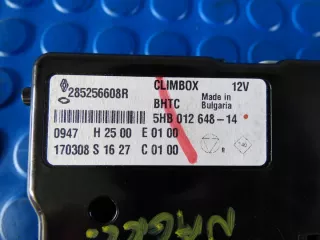 CLIMBOX 12V
285256608R BHTC Made in Bulgaria
5HB 012 648-14
0947 H 25 00 E 01 00
170308 S 16 27 C 01 00
R